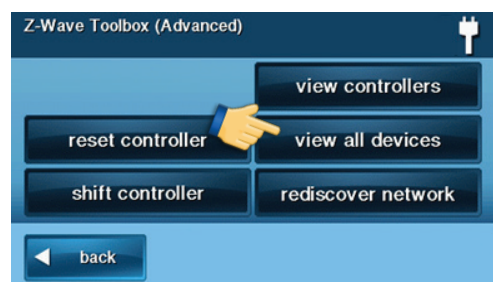 Z-Wave Toolbox (Advanced)
view controllers
reset controller
view all devices
shift controller
rediscover network
back